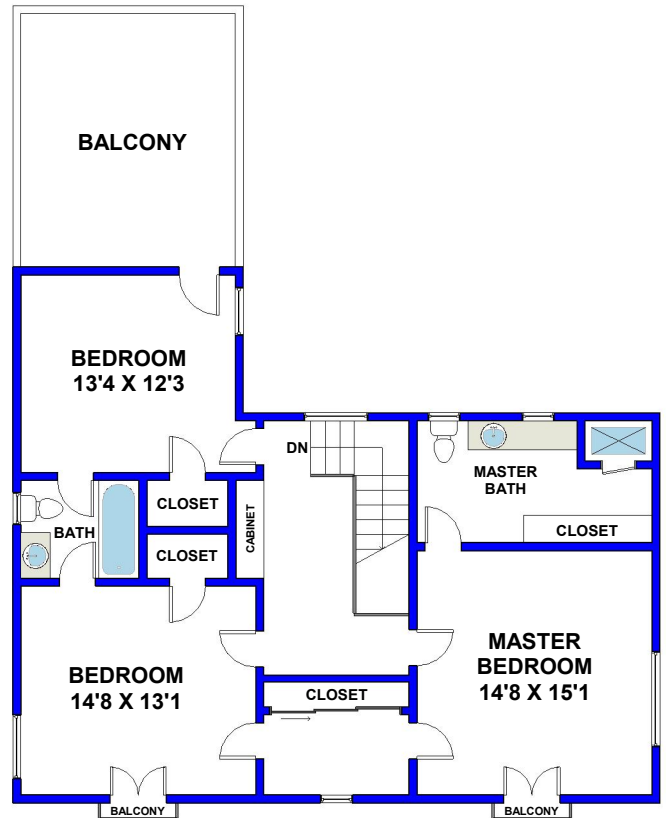 BALCONY
BEDROOM
13'4 X 12'3
DN
MASTER
BATH
CLOSET
CLOSET
BATH
CABINET
CLOSET
CLOSET
BEDROOM
14'8 X 13'1
MASTER
BEDROOM
14'8 X 15'1
CLOSET
BALCONY
BALCONY